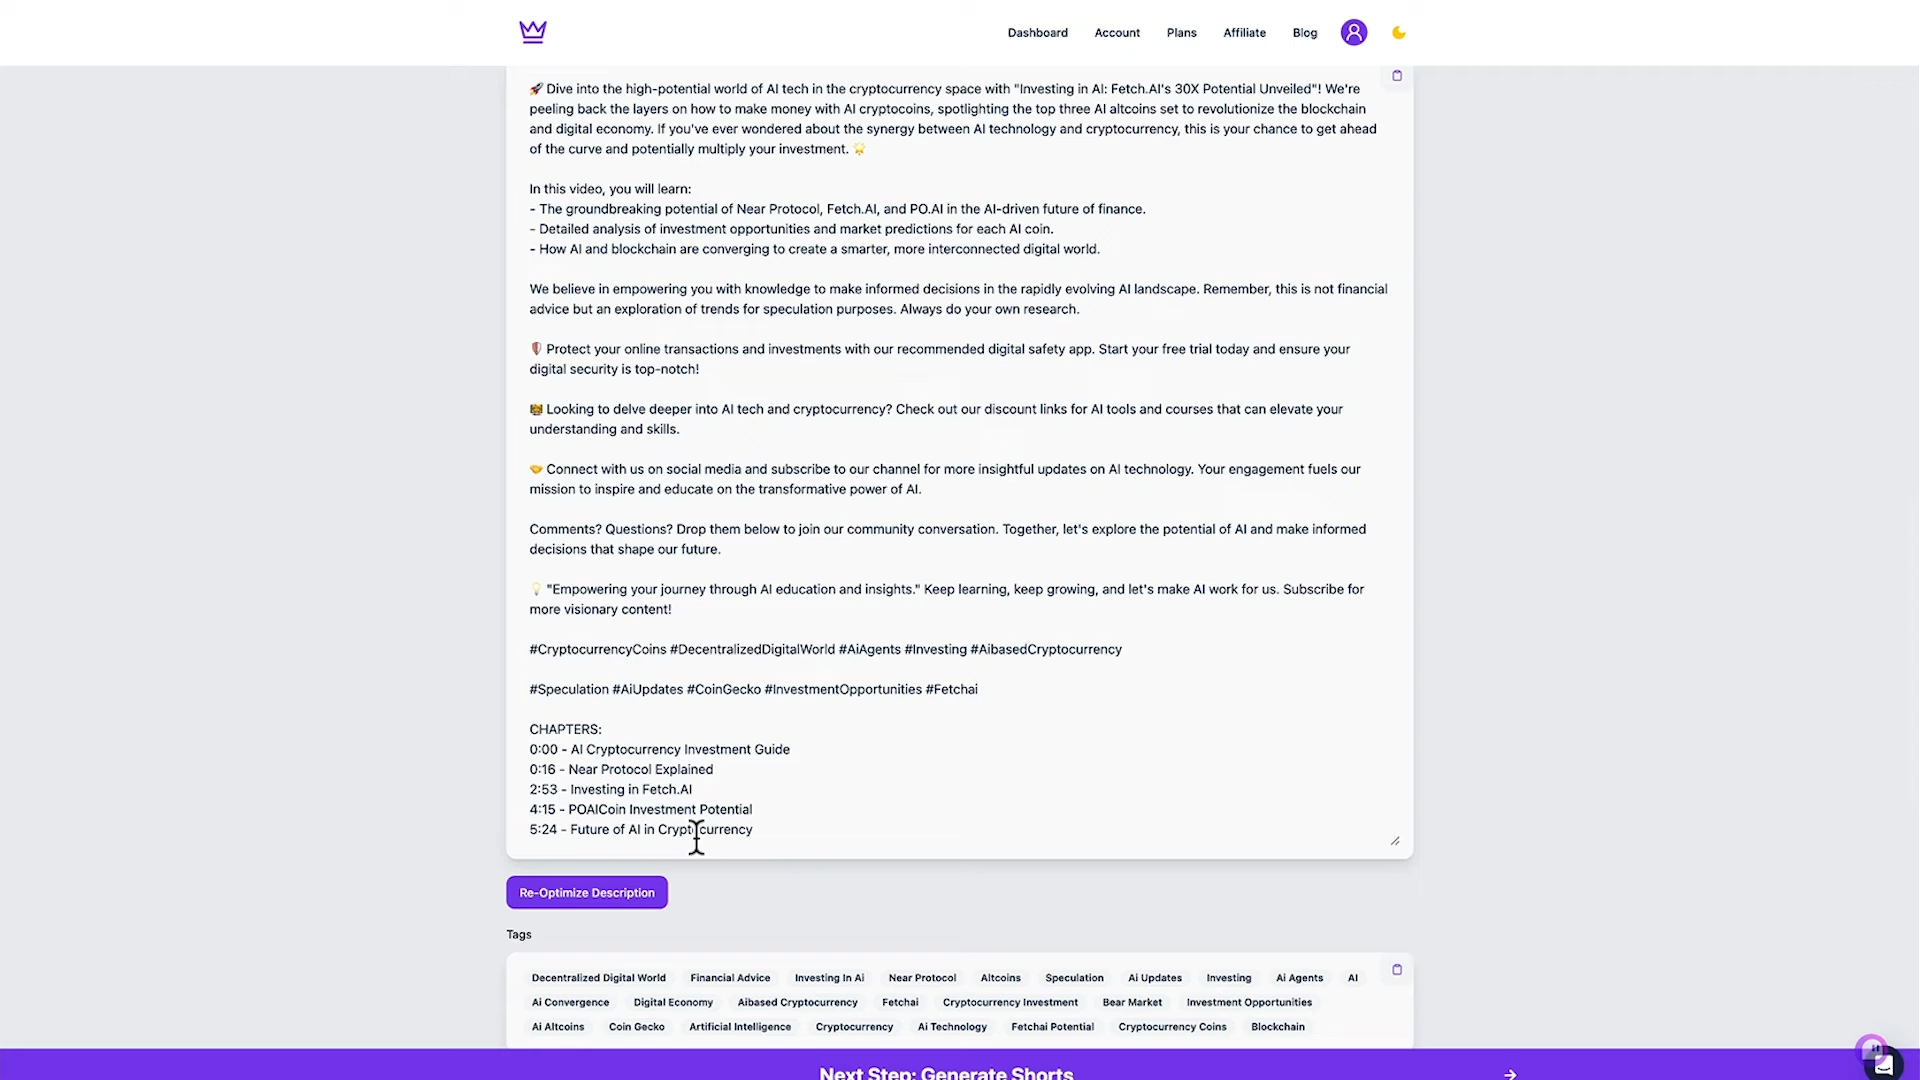 Dashboard Account Plans Affiliate Blog
🚀 Dive into the high-potential world of AI tech in the cryptocurrency space with "Investing in AI: Fetch.AI's 30X Potential Unveiled"! We're
peeling back the layers on how to make money with AI cryptocoins, spotlighting the top three AI altcoins set to revolutionize the blockchain
and digital economy. If you've ever wondered about the synergy between AI technology and cryptocurrency, this is your chance to get ahead
of the curve and potentially multiply your investment. 🌟
In this video, you will learn:
- The groundbreaking potential of Near Protocol, Fetch.AI, and PO.AI in the AI-driven future of finance.
- Detailed analysis of investment opportunities and market predictions for each AI coin.
- How AI and blockchain are converging to create a smarter, more interconnected digital world.
We believe in empowering you with knowledge to make informed decisions in the rapidly evolving AI landscape. Remember, this is not financial
advice but an exploration of trends for speculation purposes. Always do your own research.
🛡️ Protect your online transactions and investments with our recommended digital safety app. Start your free trial today and ensure your
digital security is top-notch!
Looking to delve deeper into AI tech and cryptocurrency? Check out our discount links for AI tools and courses that can elevate your
understanding and skills.
🤝 Connect with us on social media and subscribe to our channel for more insightful updates on AI technology. Your engagement fuels our
mission to inspire and educate on the transformative power of AI.
Comments? Questions? Drop them below to join our community conversation. Together, let's explore the potential of AI and make informed
decisions that shape our future.
💡 "Empowering your journey through AI education and insights." Keep learning, keep growing, and let's make AI work for us. Subscribe for
more visionary content!
#CryptocurrencyCoins #DecentralizedDigitalWorld #AiAgents #Investing #AibasedCryptocurrency
#Speculation #AiUpdates #CoinGecko #InvestmentOpportunities #Fetchai
CHAPTERS:
0:00 - AI Cryptocurrency Investment Guide
0:16 - Near Protocol Explained
2:53 - Investing in Fetch.AI
4:15 - POAICoin Investment Potential
5:24 - Future of AI in Cryptocurrency
Re-Optimize Description
Tags
Decentralized Digital World Financial Advice Investing In Ai Near Protocol Altcoins Speculation Ai Updates Investing Ai Agents AI
Ai Convergence Digital Economy Aibased Cryptocurrency Fetchai Cryptocurrency Investment Bear Market Investment Opportunities
Ai Altcoins Coin Gecko Artificial Intelligence Cryptocurrency Ai Technology Fetchai Potential Cryptocurrency Coins Blockchain
Next Step: Generate Shorts